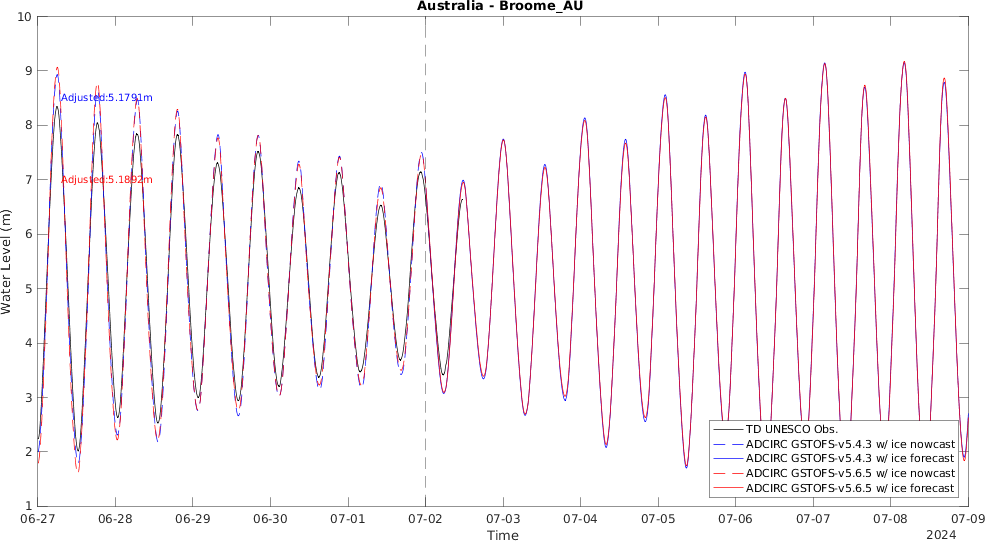 Australia - Broome_AU
10
9
8
7
6
5
4
3
2
1
Water Level (m)
Adjusted:5.1791m
Adjusted:5.1892m
TD UNESCO Obs.
ADCIRC GSTOFS-v5.4.3 w/ ice nowcast
ADCIRC GSTOFS-v5.4.3 w/ ice forecast
ADCIRC GSTOFS-v5.6.5 w/ ice nowcast
ADCIRC GSTOFS-v5.6.5 w/ ice forecast
06-27 06-28 06-29 06-30 07-01 07-02 07-03 07-04 07-05 07-06 07-07 07-08 07-09
Time
2024